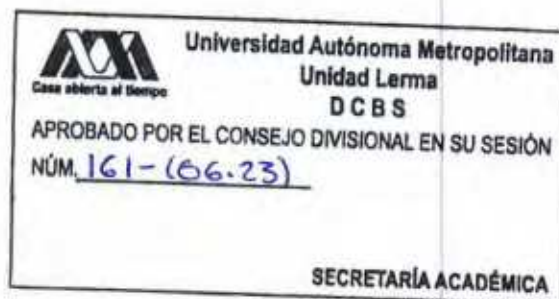 Universidad Autónoma Metropolitana
Unidad Lerma
Casa abierta al tiempo
DCBS
APROBADO POR EL CONSEJO DIVISIONAL EN SU SESIÓN
NÚM. 161-(06.23)
SECRETARÍA ACADÉMICA